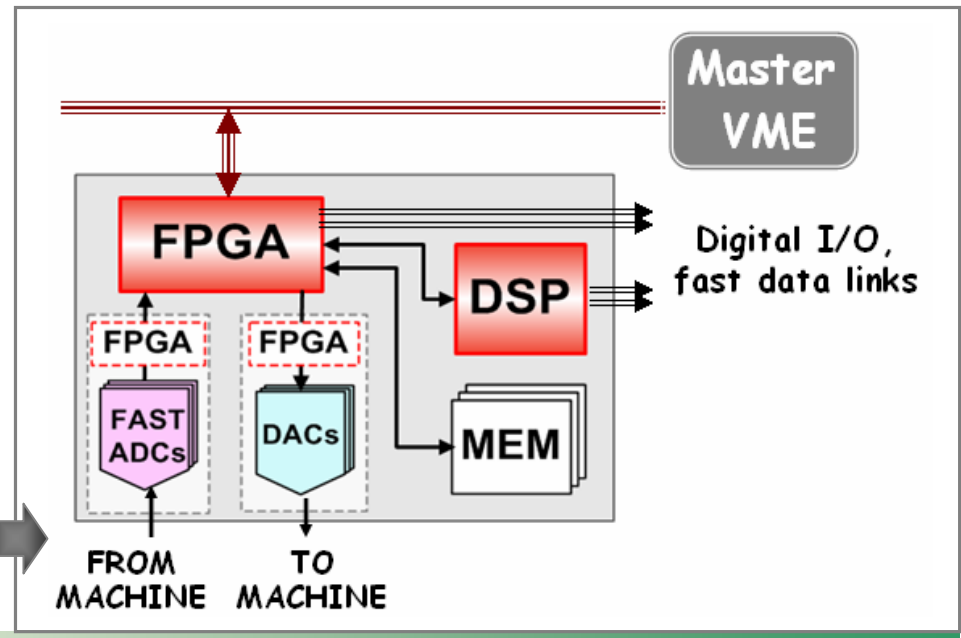 Master
VME
FPGA
Digital I/O,
fast data links
DSP
FPGA
FPGA
FAST
ADCs
DACs
MEM
FROM
MACHINE
TO
MACHINE